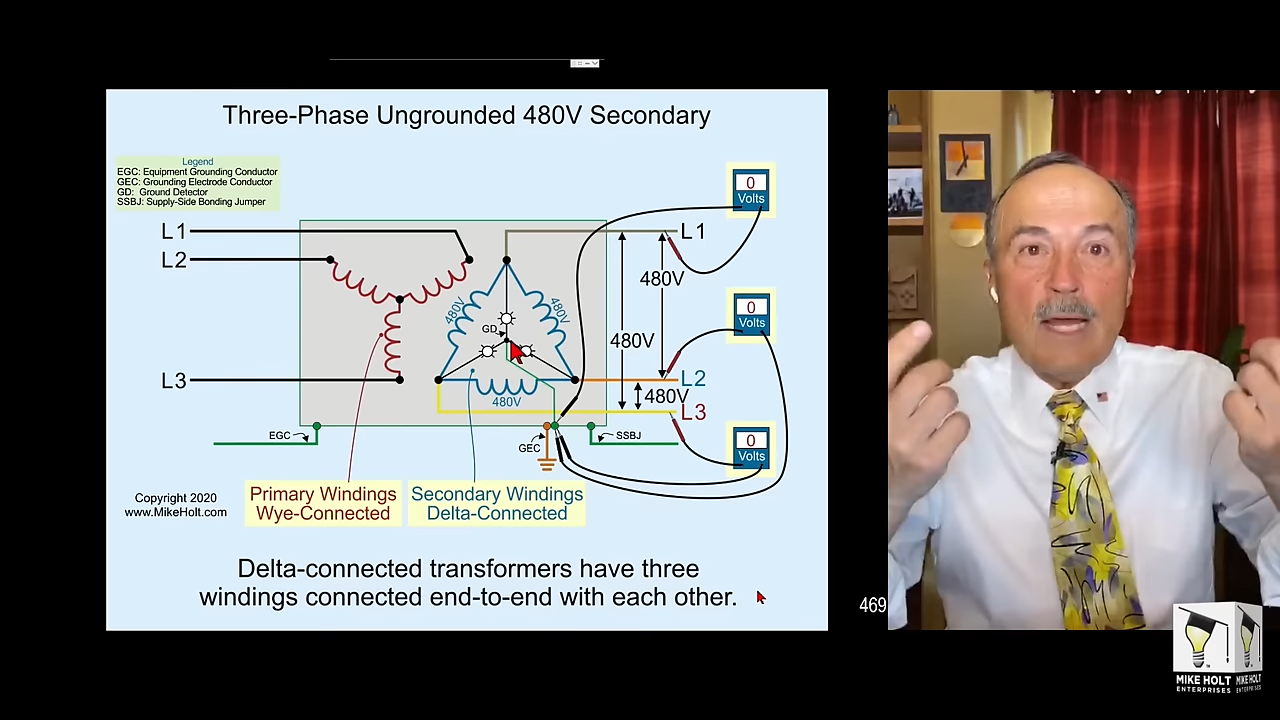 Three-Phase Ungrounded 480V Secondary
Legend
EGC: Equipment Grounding Conductor
GEC: Grounding Electrode Conductor
GD: Ground Detector
SSBJ: Supply-Side Bonding Jumper
L1
L2
L3
480V
480V
480V
GD
L1
480V
480V
L2
480V
L3
0
Volts
0
Volts
0
Volts
EGC
GEC
SSBJ
Copyright 2020
www.MikeHolt.com
Primary Windings
Wye-Connected
Secondary Windings
Delta-Connected
Delta-connected transformers have three
windings connected end-to-end with each other.
469
MIKE HOLT
ENTERPRISES
MIKE HOLT
ENTERPRISES